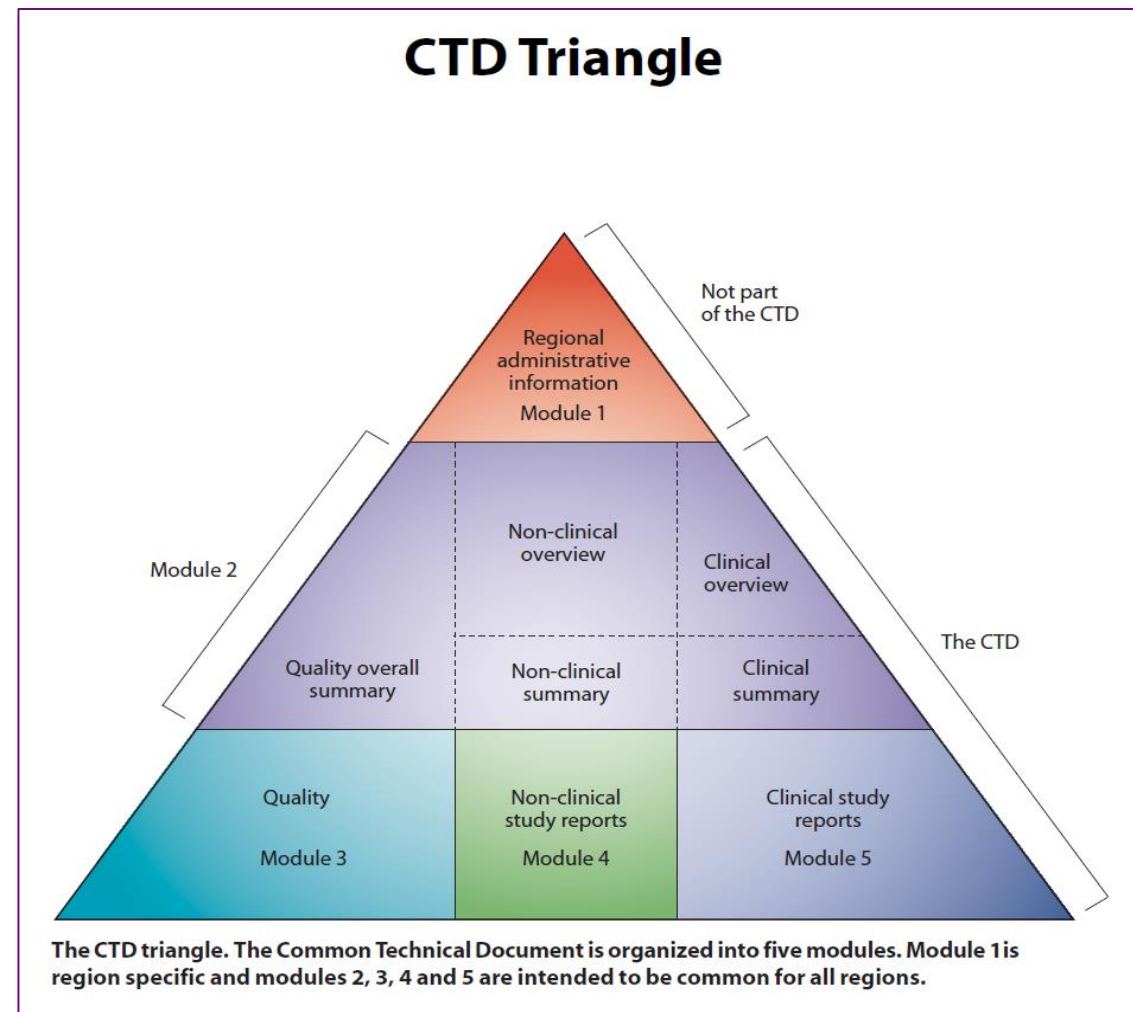 CTD Triangle
Not part
of the CTD
Regional
administrative
information
Module 1
Module 2
Non-clinical
overview
Clinical
overview
The CTD
Quality overall
summary
Non-clinical
summary
Clinical
summary
Quality
Module 3
Non-clinical
study reports
Module 4
Clinical study
reports
Module 5
The CTD triangle. The Common Technical Document is organized into five modules. Module 1 is
region specific and modules 2, 3, 4 and 5 are intended to be common for all regions.